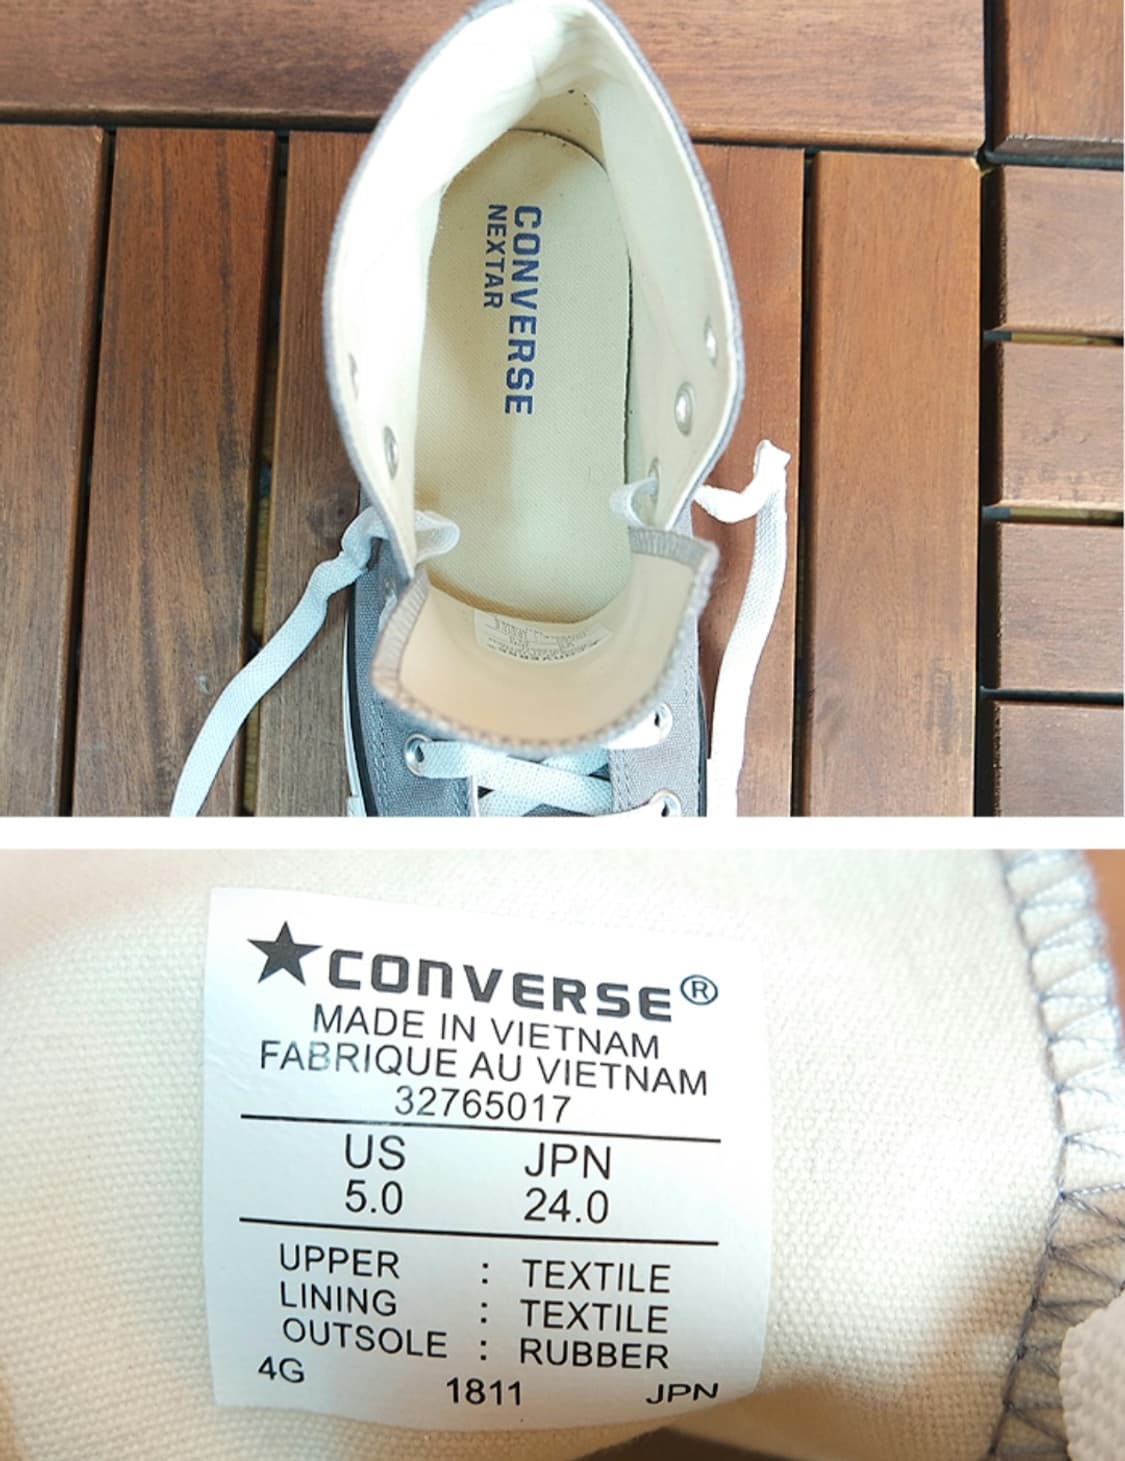 CONVERSE
NEXTAR
CONVERSE®
MADE IN VIETNAM
FABRIQUE AU VIETNAM
32765017
US JPN
5.0 24.0
UPPER : TEXTILE
LINING : TEXTILE
OUTSOLE : RUBBER
4G 1811 JPN